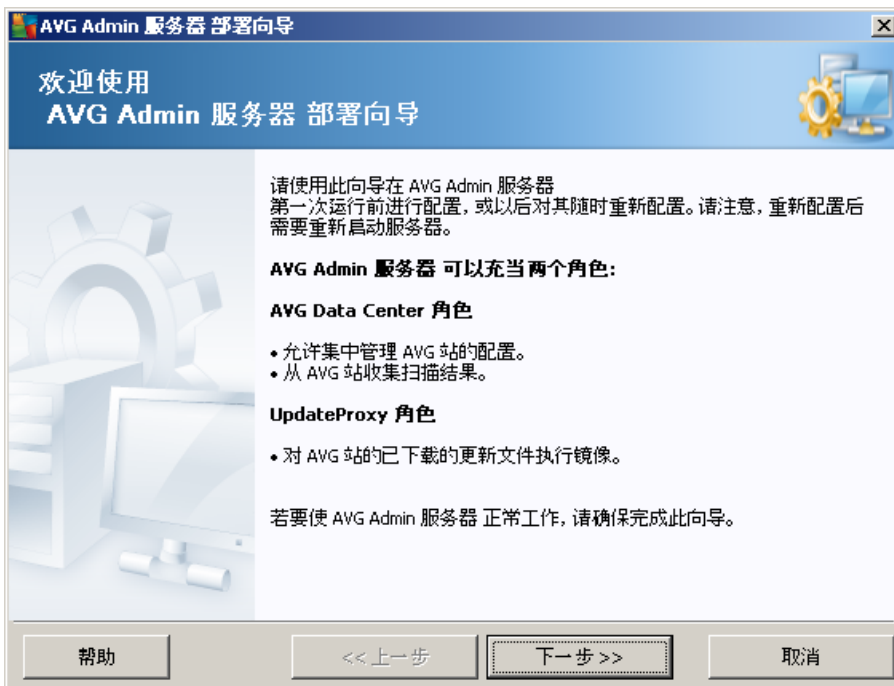 AVG Admin 服务器 部署向导
欢迎使用
AVG Admin 服务器 部署向导
请使用此向导在 AVG Admin 服务器
第一次运行前进行配置，或以后对其随时重新配置。请注意，重新配置后
需要重新启动服务器。
AVG Admin 服务器 可以充当两个角色:
AVG Data Center 角色
• 允许集中管理 AVG 站的配置。
• 从 AVG 站收集扫描结果。
UpdateProxy 角色
• 对 AVG 站的已下载的更新文件执行镜像。
若要使 AVG Admin 服务器 正常工作，请确保完成此向导。
帮助
<< 上一步
下一步 >>
取消